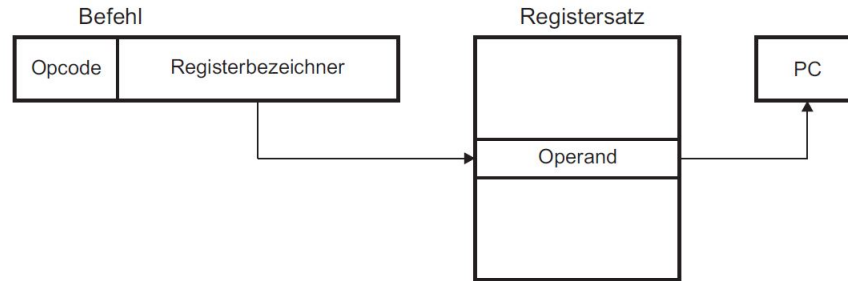 Befehl
Registersatz
Opcode
Registerbezeichner
PC
Operand